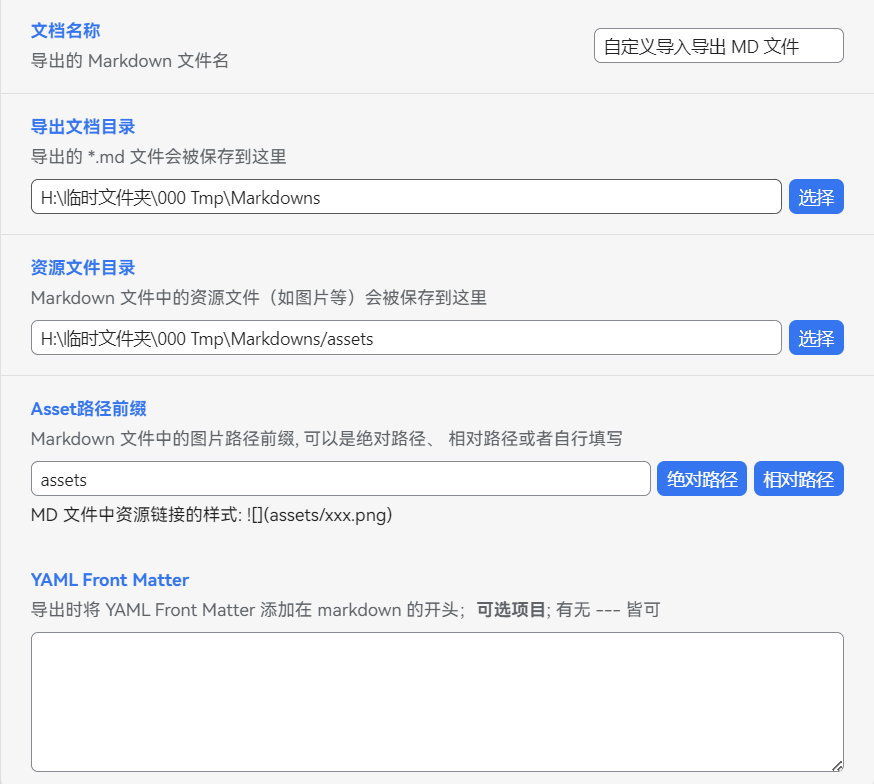 文档名称
导出的 Markdown 文件名
自定义导入导出 MD 文件
导出文档目录
导出的 *.md 文件会被保存到这里
H:\临时文件夹\000 Tmp\Markdowns
选择
资源文件目录
Markdown 文件中的资源文件（如图片等）会被保存到这里
H:\临时文件夹\000 Tmp\Markdowns/assets
选择
Asset路径前缀
Markdown 文件中的图片路径前缀, 可以是绝对路径、 相对路径或者自行填写
assets
绝对路径
相对路径
MD 文件中资源链接的样式: ![](assets/xxx.png)
YAML Front Matter
导出时将 YAML Front Matter 添加在 markdown 的开头；可选项目; 有无 --- 皆可